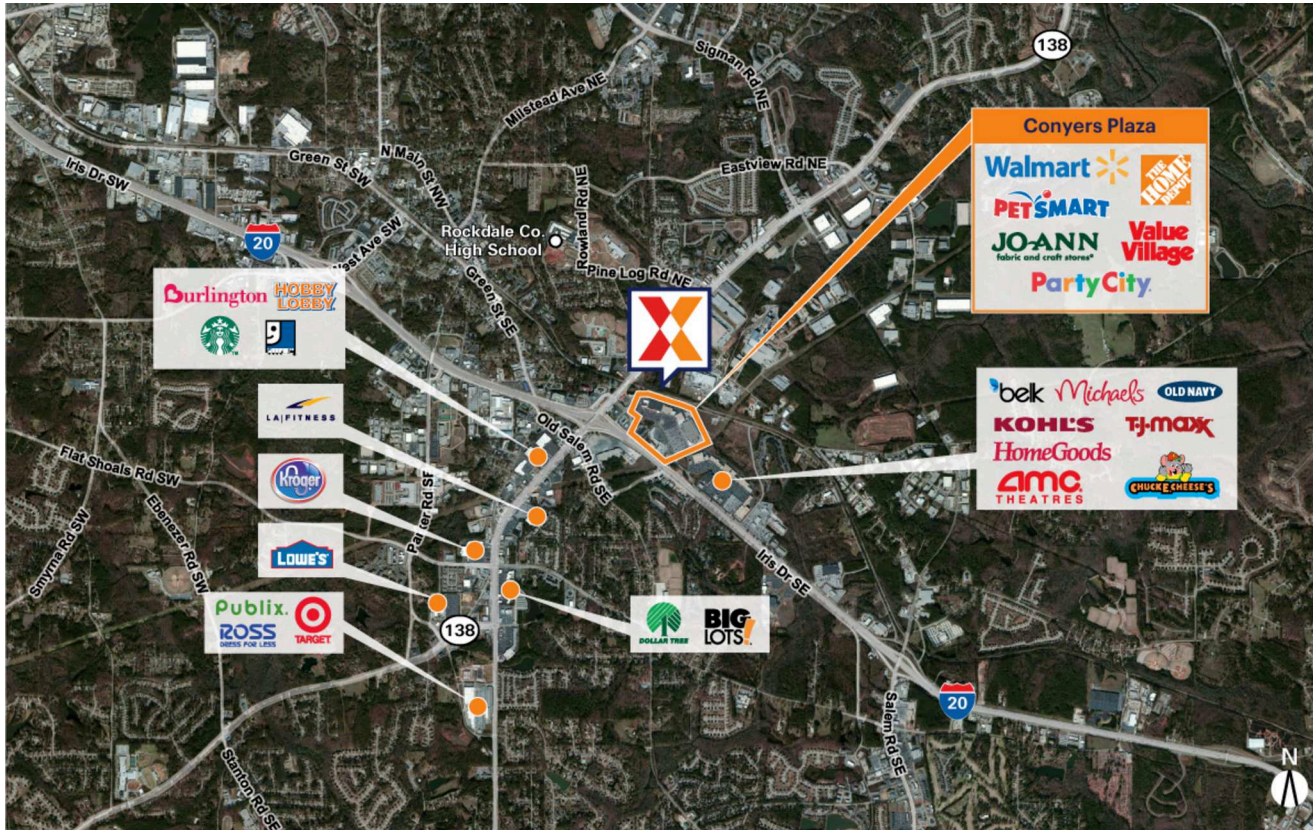 138
Sigman Rd NE
Milstead Ave NE
Conyers Plaza
Walmart
THE
HOME
DEPOT
PETSMART
JO-ANN
fabric and craft stores®
Value
Village
Party City
Green St SW
N Main St NW
Iris Dr SW
Eastview Rd NE
Rowland Rd NE
Rockdale Co.
High School
20
West Ave SW
Pine Log Rd NE
Green St SE
Burlington
HOBBY
LOBBY
LA|FITNESS
Old Salem Rd SE
belk
Michaels
OLD NAVY
KOHL'S
T•J•maxx
HomeGoods
amc
THEATRES
CHUCK E. CHEESE'S
Flat Shoals Rd SW
Kroger
Parker Rd SE
Ebenezer Rd SW
Smyrna Rd SW
LOWE'S
Iris Dr SE
Publix.
ROSS
DRESS FOR LESS
TARGET
138
DOLLAR TREE
BIG
LOTS!
Salem Rd SE
20
Stanton Rd SE
N